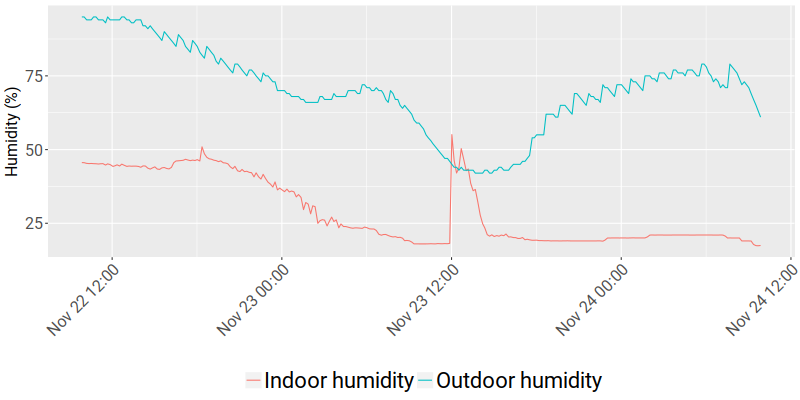 Humidity (%)
75
50
25
Nov 22 12:00
Nov 23 00:00
Nov 23 12:00
Nov 24 00:00
Nov 24 12:00
Indoor humidity
Outdoor humidity